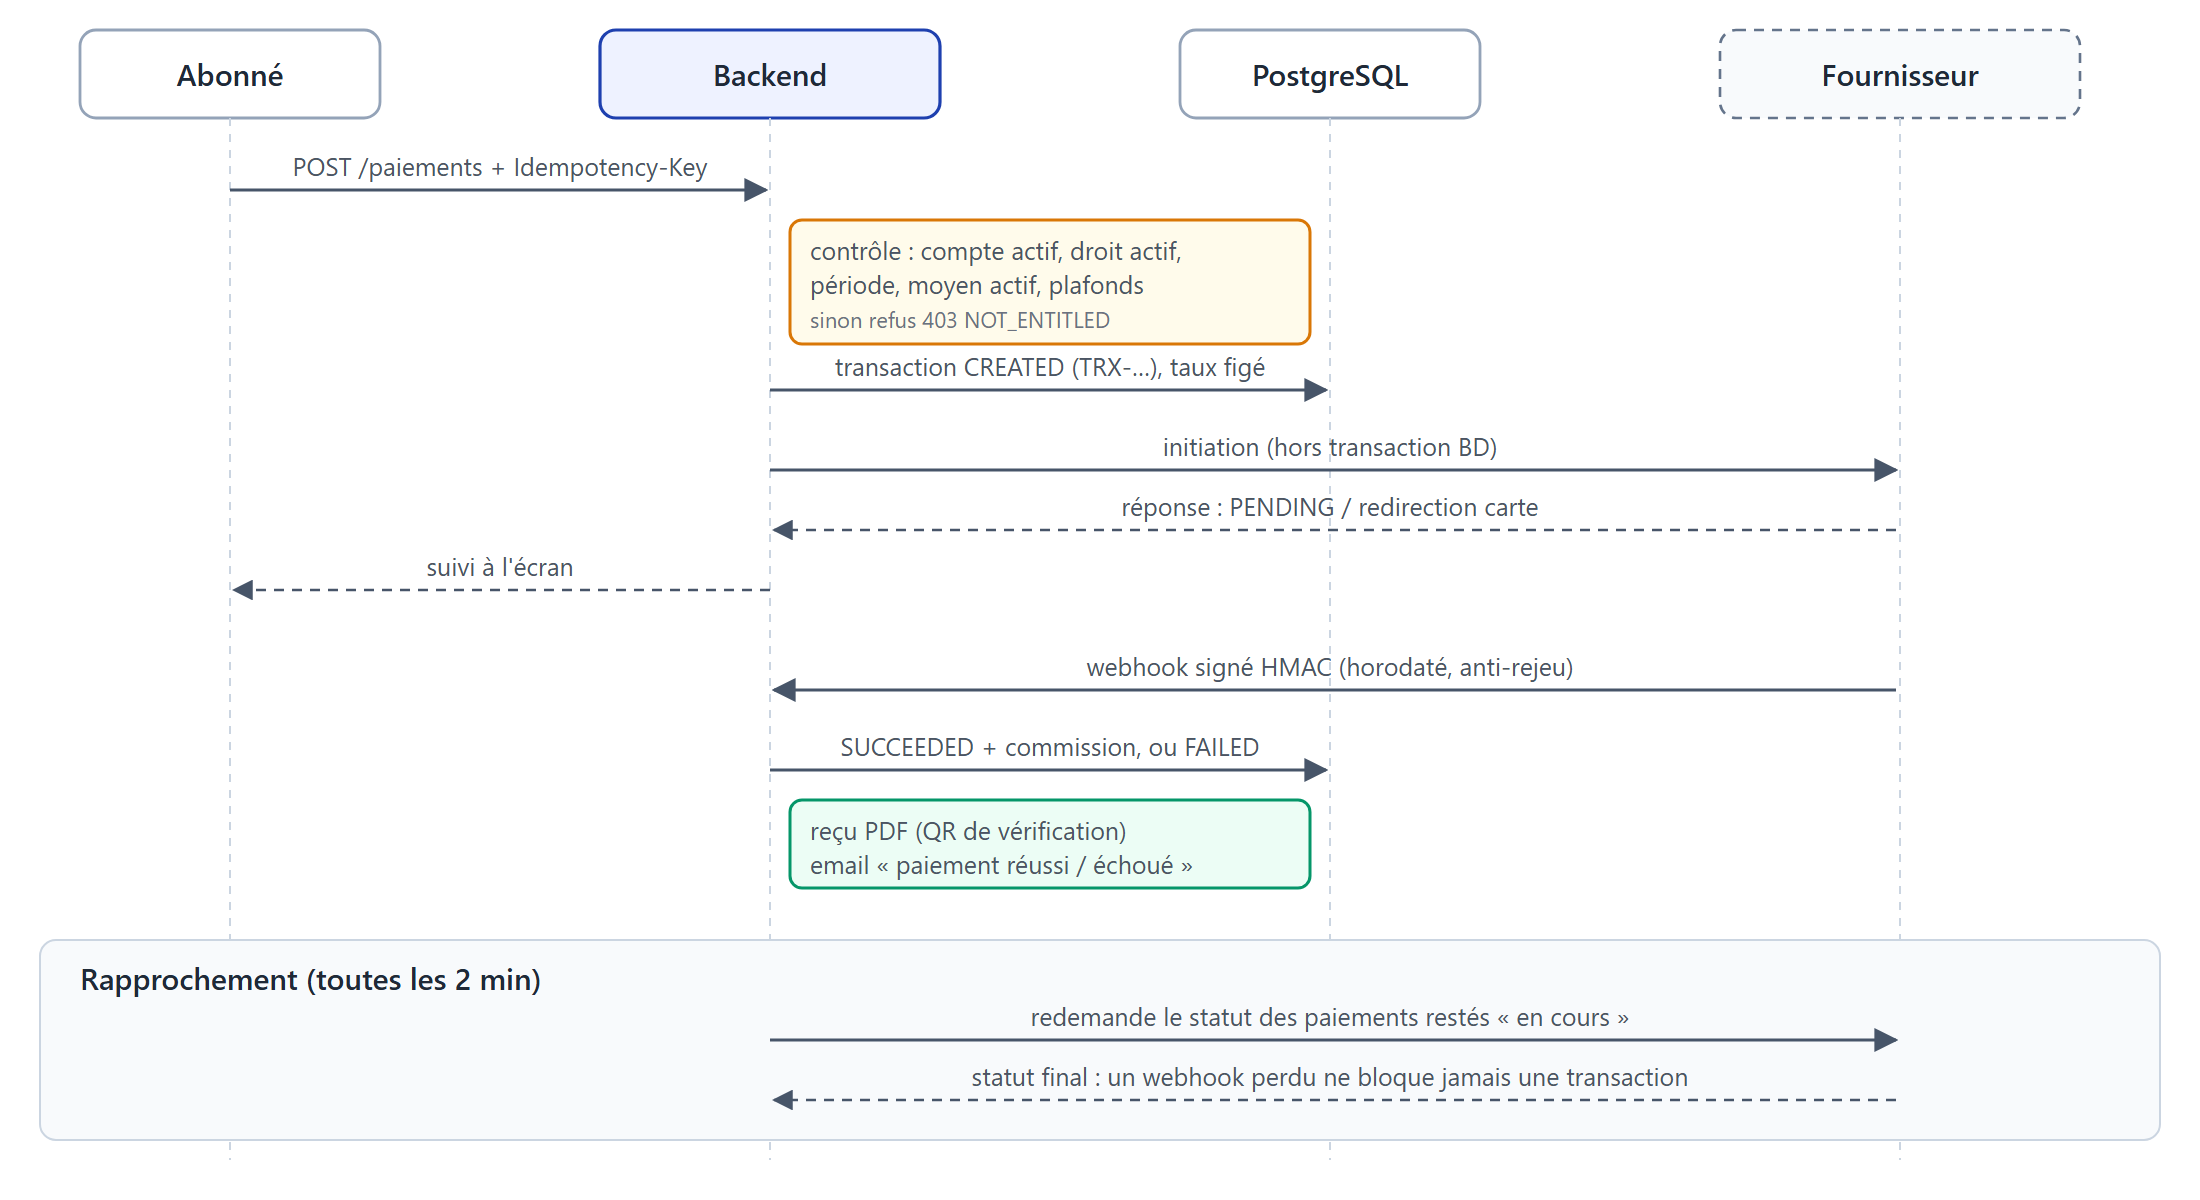 Abonné
Backend
PostgreSQL
Fournisseur
POST /paiements + Idempotency-Key
contrôle : compte actif, droit actif,
période, moyen actif, plafonds
sinon refus 403 NOT_ENTITLED
transaction CREATED (TRX-…), taux figé
initiation (hors transaction BD)
réponse : PENDING / redirection carte
suivi à l'écran
webhook signé HMAC (horodaté, anti-rejeu)
SUCCEEDED + commission, ou FAILED
reçu PDF (QR de vérification)
email « paiement réussi / échoué »
Rapprochement (toutes les 2 min)
redemande le statut des paiements restés « en cours »
statut final : un webhook perdu ne bloque jamais une transaction